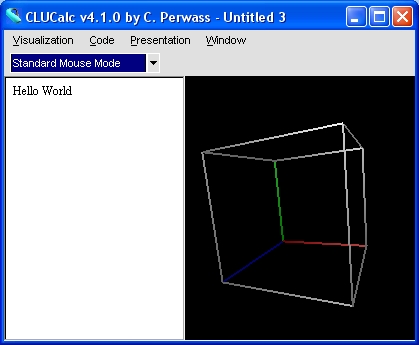 CLUCalc v4.1.0 by C. Perwass - Untitled 3
Visualization Code Presentation Window
Standard Mouse Mode
Hello World